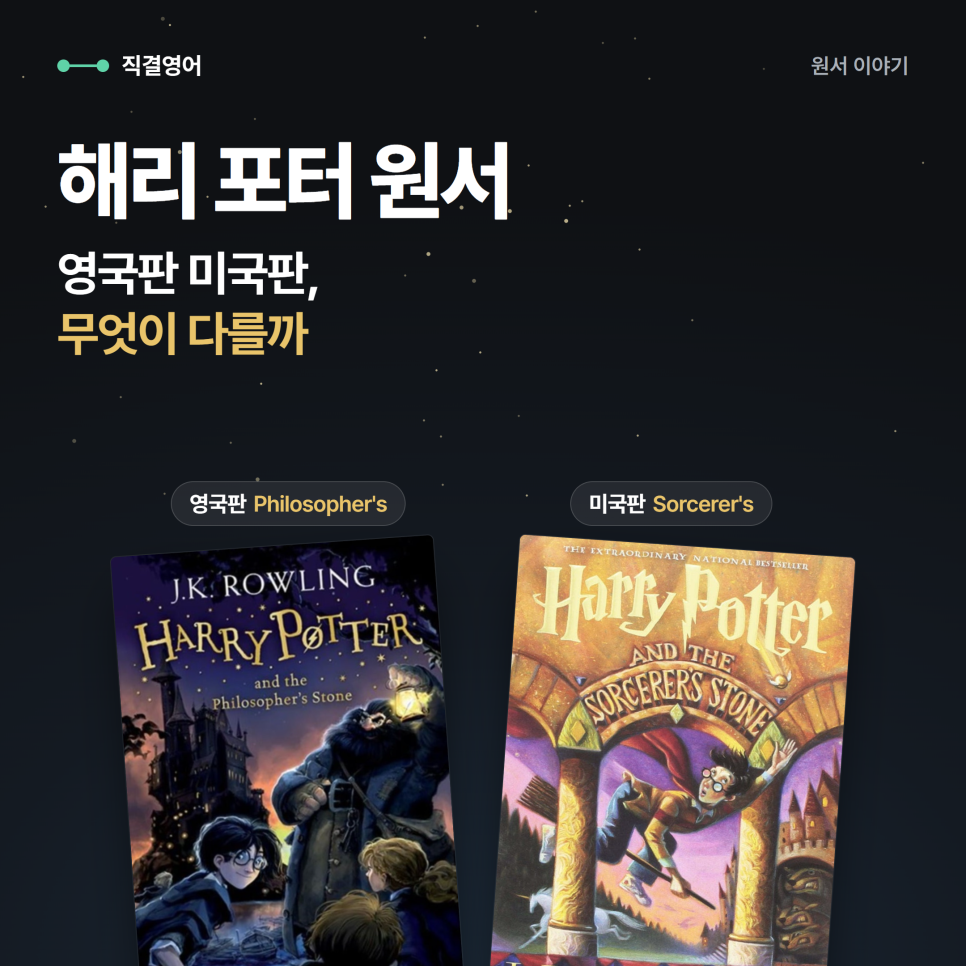 직결영어
원서 이야기
해리 포터 원서
영국판 미국판,
무엇이 다를까
영국판 Philosopher's
미국판 Sorcerer's
J.K. ROWLING
HARRY POTTER
and the
Philosopher's Stone
THE EXTRAORDINARY NATIONAL BESTSELLER
Harry Potter
AND THE
SORCERER'S STONE